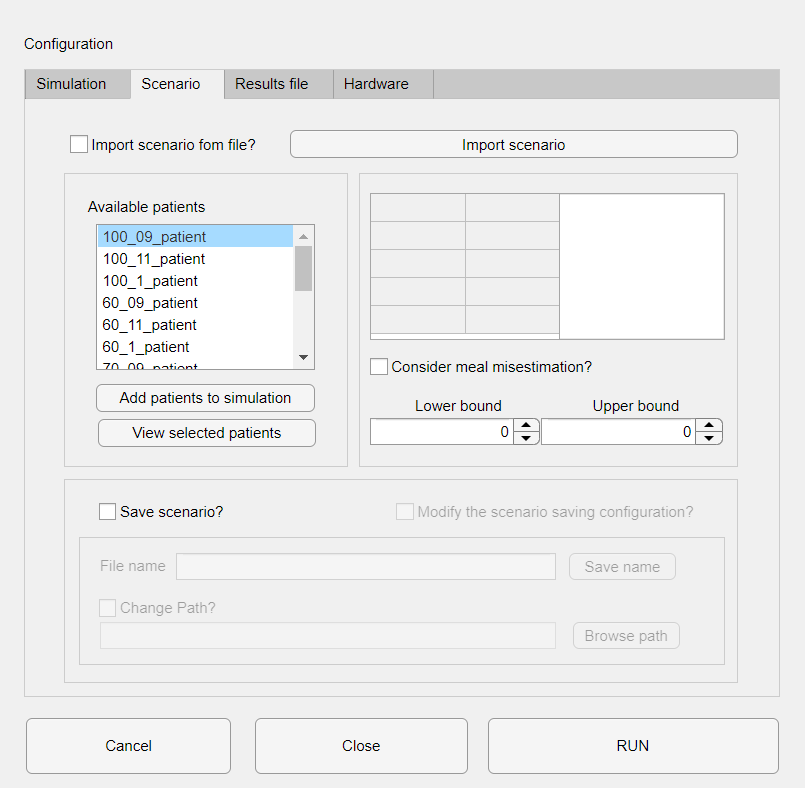 Configuration
Simulation Scenario Results file Hardware
Import scenario fom file? Import scenario
Available patients
100_09_patient
100_11_patient
100_1_patient
60_09_patient
60_11_patient
60_1_patient
70_09_patient
Add patients to simulation
View selected patients
Consider meal misestimation?
Lower bound Upper bound
0 0
Save scenario? Modify the scenario saving configuration?
File name Save name
Change Path?
Browse path
Cancel Close RUN